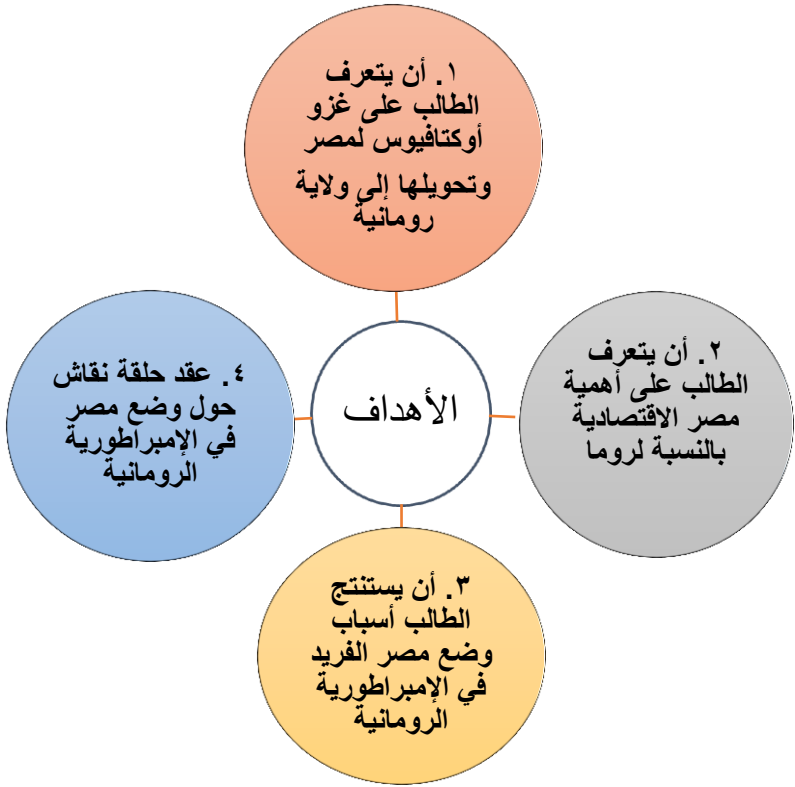 ١. أن يتعرف
الطالب على غزو
أوكتافيوس لمصر
وتحويلها إلى ولاية
رومانية
٢. أن يتعرف
الطالب على أهمية
مصر الاقتصادية
بالنسبة لروما
٣. أن يستنتج
الطالب أسباب
وضع مصر الفريد
في الإمبراطورية
الرومانية
٤. عقد حلقة نقاش
حول وضع مصر
في الإمبراطورية
الرومانية
الأهداف